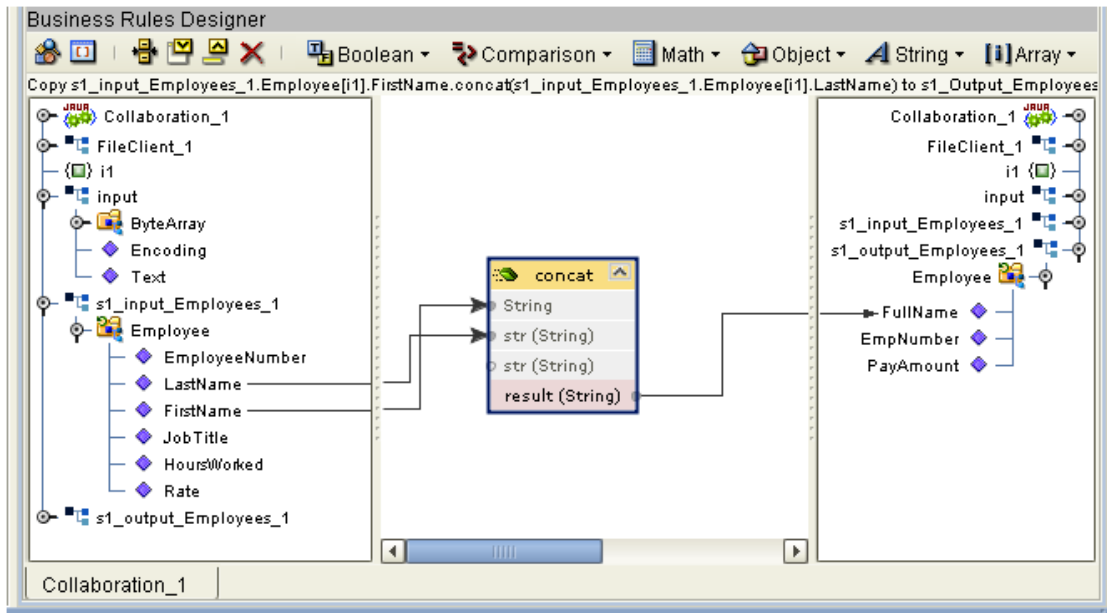 Business Rules Designer
Boolean Comparison Math Object String [i] Array
Copy s1_input_Employees_1.Employee[i1].FirstName.concat(s1_input_Employees_1.Employee[i1].LastName) to s1_Output_Employees
JAVA Collaboration_1
FileClient_1
{} i1
input
ByteArray
Encoding
Text
s1_input_Employees_1
Employee
EmployeeNumber
LastName
FirstName
JobTitle
HoursWorked
Rate
s1_output_Employees_1
concat
String
str (String)
str (String)
result (String)
Collaboration_1 JAVA
FileClient_1
i1 {}
input
s1_input_Employees_1
s1_output_Employees_1
Employee
FullName
EmpNumber
PayAmount
Collaboration_1